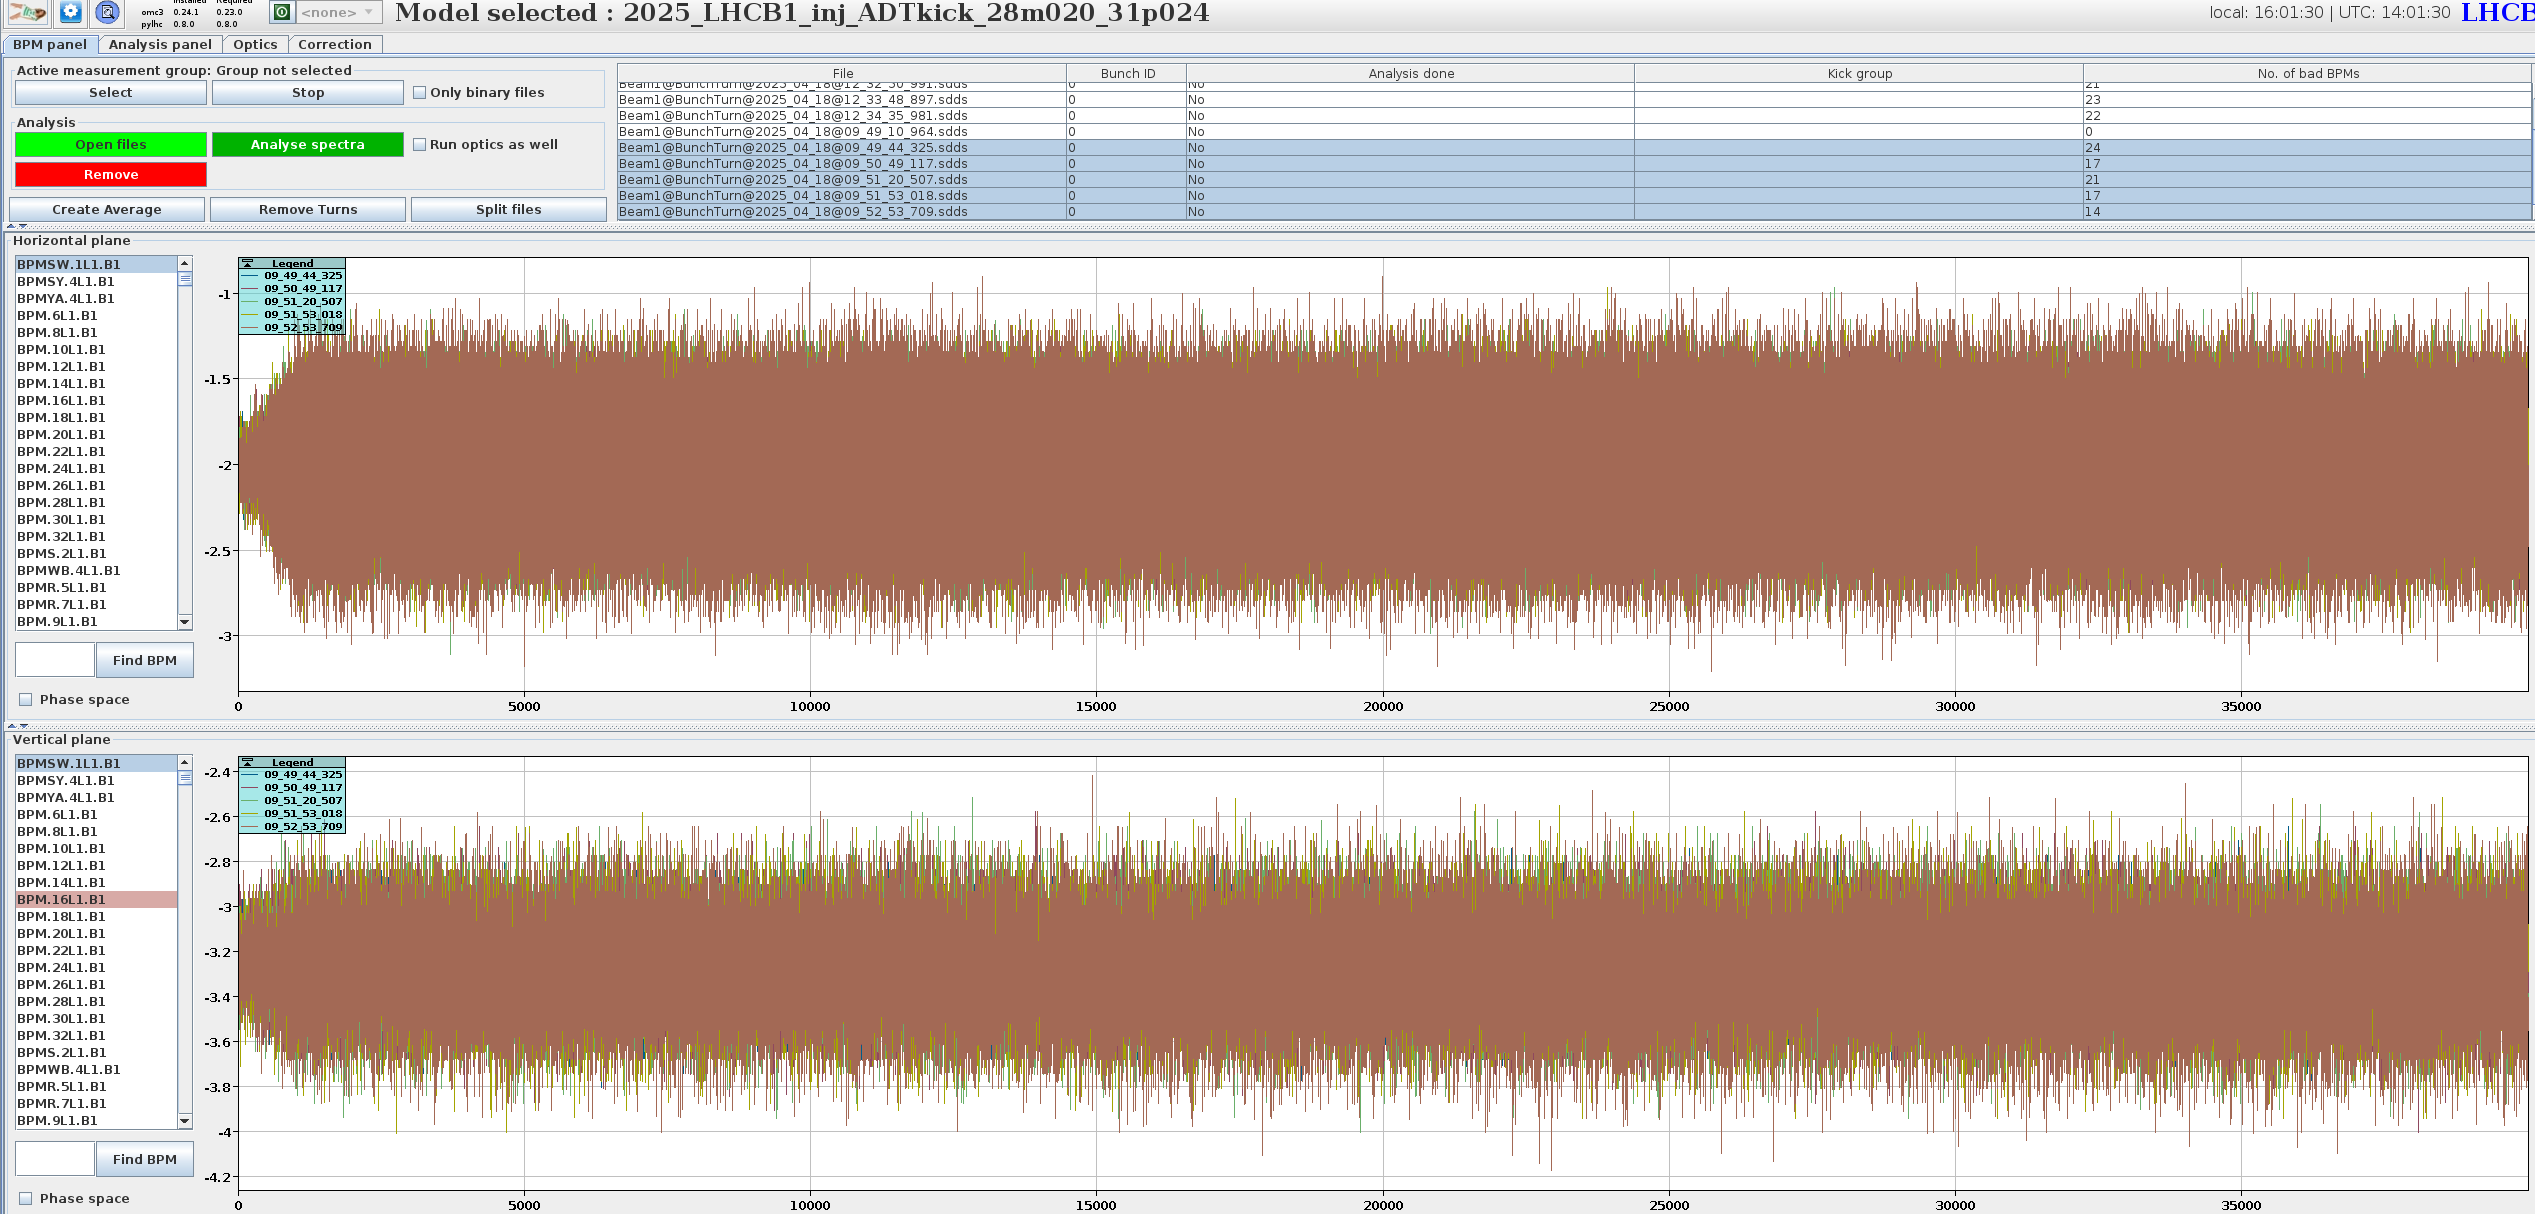 Installed Required
omc3 0.24.1 0.23.0
pylhc 0.8.0 0.8.0
<none>
Model selected : 2025_LHCB1_inj_ADTkick_28m020_31p024
local: 16:01:30 | UTC: 14:01:30 LHCB
BPM panel Analysis panel Optics Correction
Active measurement group: Group not selected
Select Stop Only binary files
Analysis
Open files Analyse spectra Run optics as well
Remove
Create Average Remove Turns Split files
File Bunch ID Analysis done Kick group No. of bad BPMs
Beam1@BunchTurn@2025_04_18@12_32_50_991.sdds 0 No 21
Beam1@BunchTurn@2025_04_18@12_33_48_897.sdds 0 No 23
Beam1@BunchTurn@2025_04_18@12_34_35_981.sdds 0 No 22
Beam1@BunchTurn@2025_04_18@09_49_10_964.sdds 0 No 0
Beam1@BunchTurn@2025_04_18@09_49_44_325.sdds 0 No 24
Beam1@BunchTurn@2025_04_18@09_50_49_117.sdds 0 No 17
Beam1@BunchTurn@2025_04_18@09_51_20_507.sdds 0 No 21
Beam1@BunchTurn@2025_04_18@09_51_53_018.sdds 0 No 17
Beam1@BunchTurn@2025_04_18@09_52_53_709.sdds 0 No 14
Horizontal plane
BPMSW.1L1.B1
BPMSY.4L1.B1
BPMYA.4L1.B1
BPM.6L1.B1
BPM.8L1.B1
BPM.10L1.B1
BPM.12L1.B1
BPM.14L1.B1
BPM.16L1.B1
BPM.18L1.B1
BPM.20L1.B1
BPM.22L1.B1
BPM.24L1.B1
BPM.26L1.B1
BPM.28L1.B1
BPM.30L1.B1
BPM.32L1.B1
BPMS.2L1.B1
BPMWB.4L1.B1
BPMR.5L1.B1
BPMR.7L1.B1
BPM.9L1.B1
Find BPM
Phase space
Legend
09_49_44_325
09_50_49_117
09_51_20_507
09_51_53_018
09_52_53_709
-1
-1.5
-2
-2.5
-3
0 5000 10000 15000 20000 25000 30000 35000
Vertical plane
BPMSW.1L1.B1
BPMSY.4L1.B1
BPMYA.4L1.B1
BPM.6L1.B1
BPM.8L1.B1
BPM.10L1.B1
BPM.12L1.B1
BPM.14L1.B1
BPM.16L1.B1
BPM.18L1.B1
BPM.20L1.B1
BPM.22L1.B1
BPM.24L1.B1
BPM.26L1.B1
BPM.28L1.B1
BPM.30L1.B1
BPM.32L1.B1
BPMS.2L1.B1
BPMWB.4L1.B1
BPMR.5L1.B1
BPMR.7L1.B1
BPM.9L1.B1
Find BPM
Phase space
Legend
09_49_44_325
09_50_49_117
09_51_20_507
09_51_53_018
09_52_53_709
-2.4
-2.6
-2.8
-3
-3.2
-3.4
-3.6
-3.8
-4
-4.2
0 5000 10000 15000 20000 25000 30000 35000